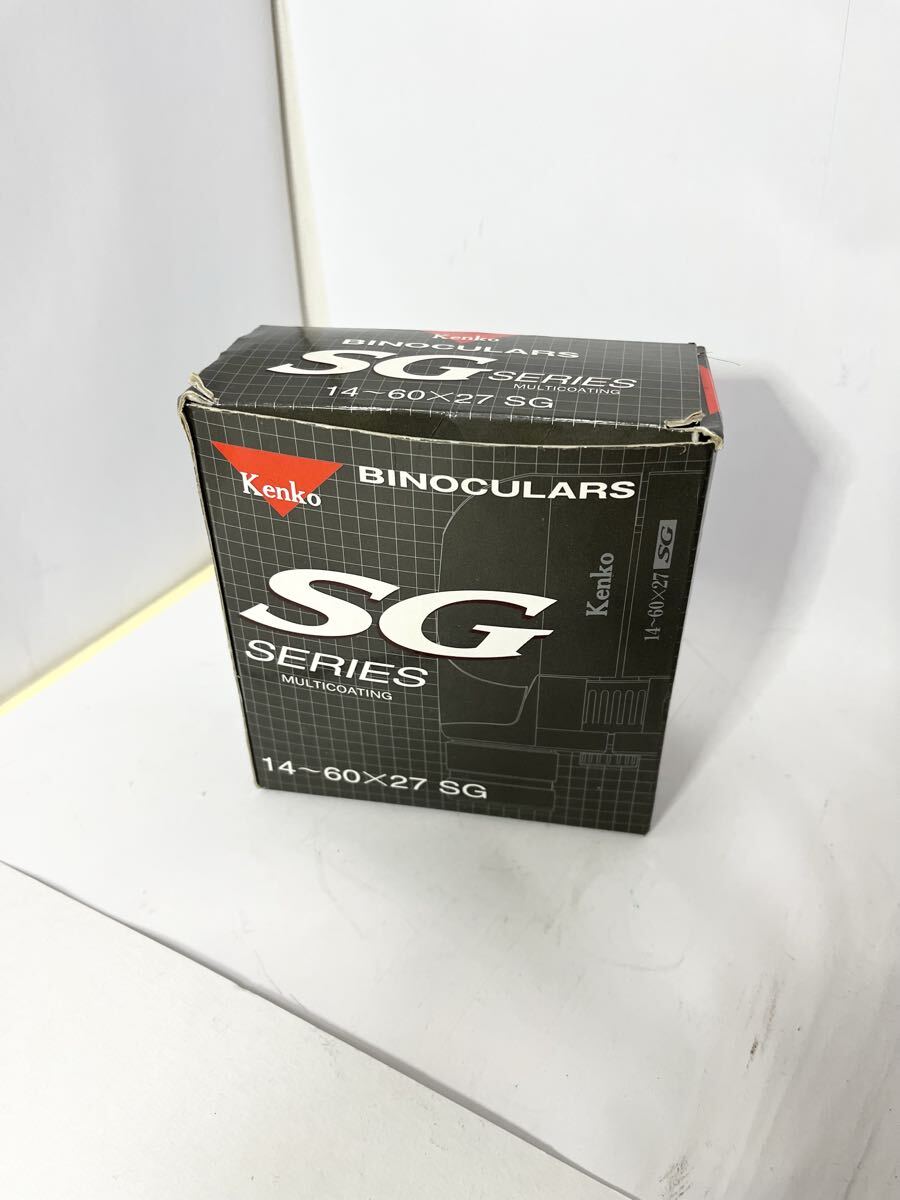 Kenko
BINOCULARS
SG SERIES
MULTICOATING
14~60×27 SG
Kenko
BINOCULARS
SG
SERIES
MULTICOATING
14~60×27 SG
Kenko
14~60×27 SG